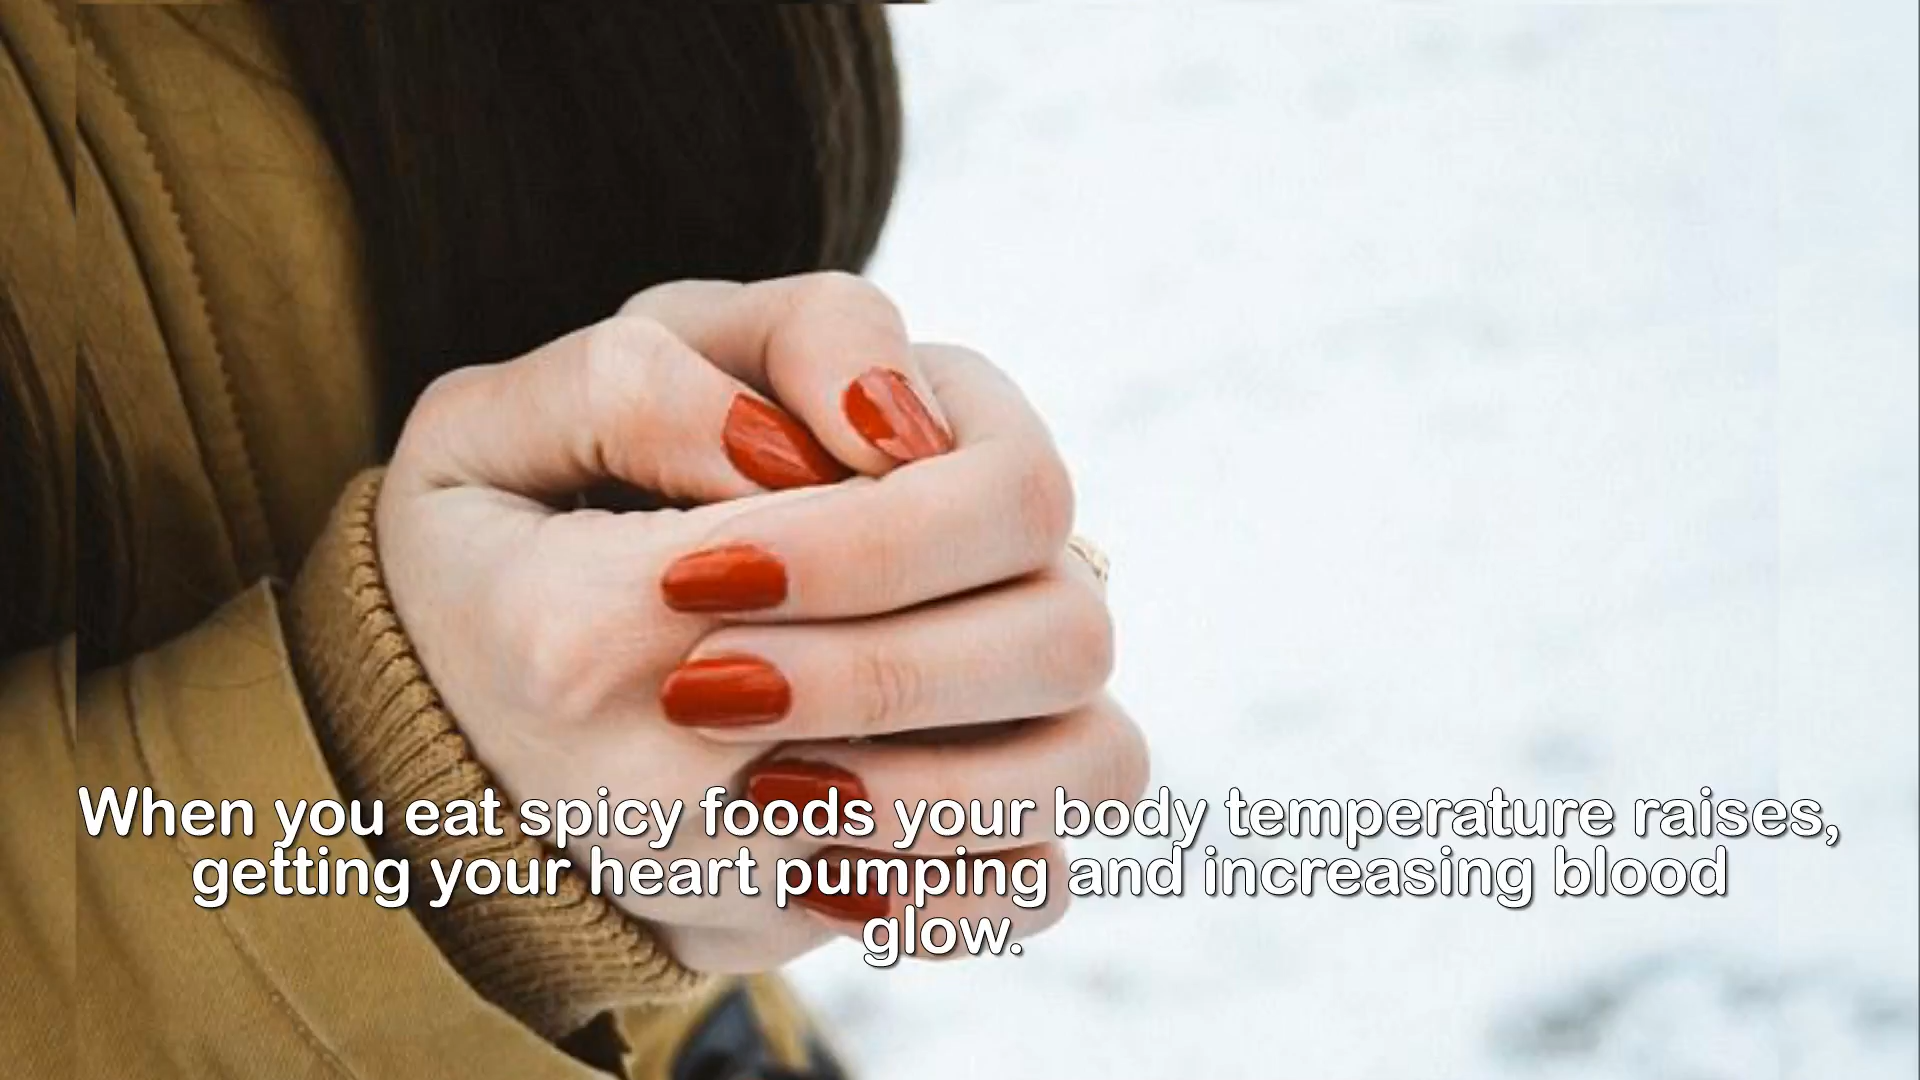 When you eat spicy foods your body temperature raises,
getting your heart pumping and increasing blood
glow.